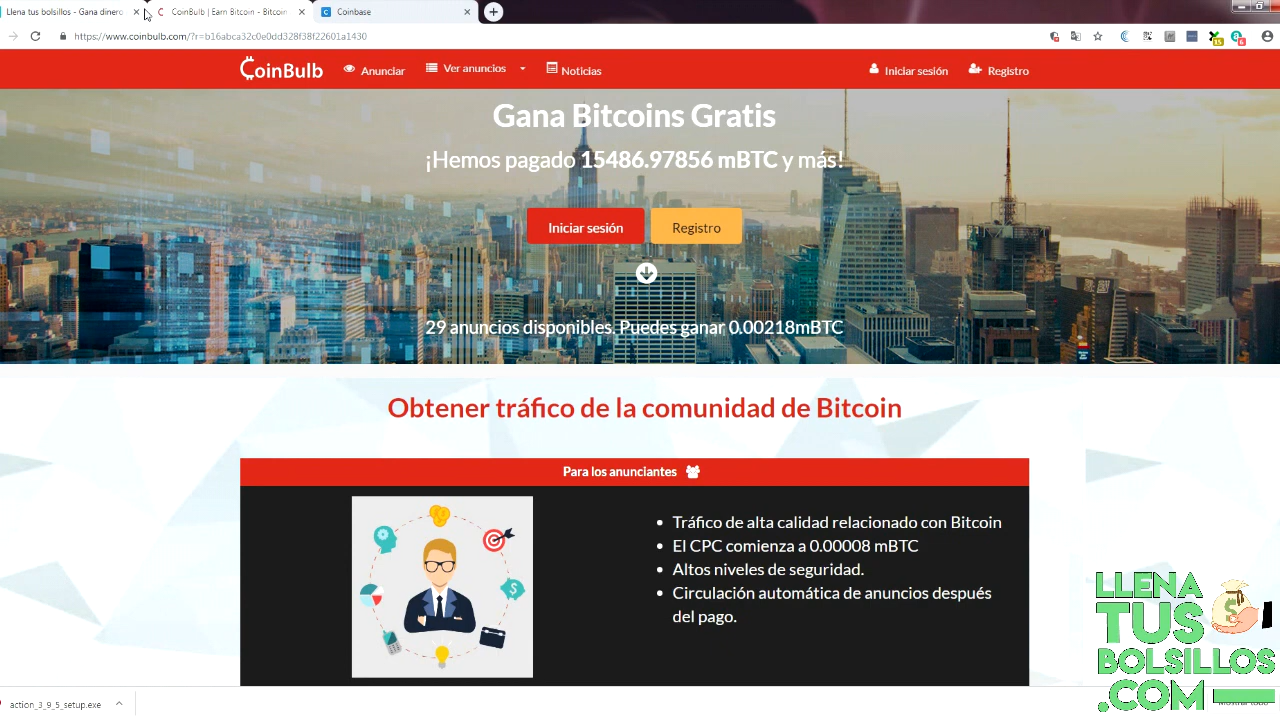 Llena tus bolsillos - Gana dinero
CoinBulb | Earn Bitcoin - Bitcoin
Coinbase
https://www.coinbulb.com/?r=b16abca32c0e0dd328f38f22601a1430
CoinBulb
Anunciar
Ver anuncios
Noticias
Iniciar sesión
Registro
Gana Bitcoins Gratis
¡Hemos pagado 15486.97856 mBTC y más!
Iniciar sesión
Registro
29 anuncios disponibles. Puedes ganar 0.00218mBTC
Obtener tráfico de la comunidad de Bitcoin
Para los anunciantes
Tráfico de alta calidad relacionado con Bitcoin
El CPC comienza a 0.00008 mBTC
Altos niveles de seguridad.
Circulación automática de anuncios después
del pago.
LLENA
TUS
BOLSILLOS
.COM
action_3_9_5_setup.exe